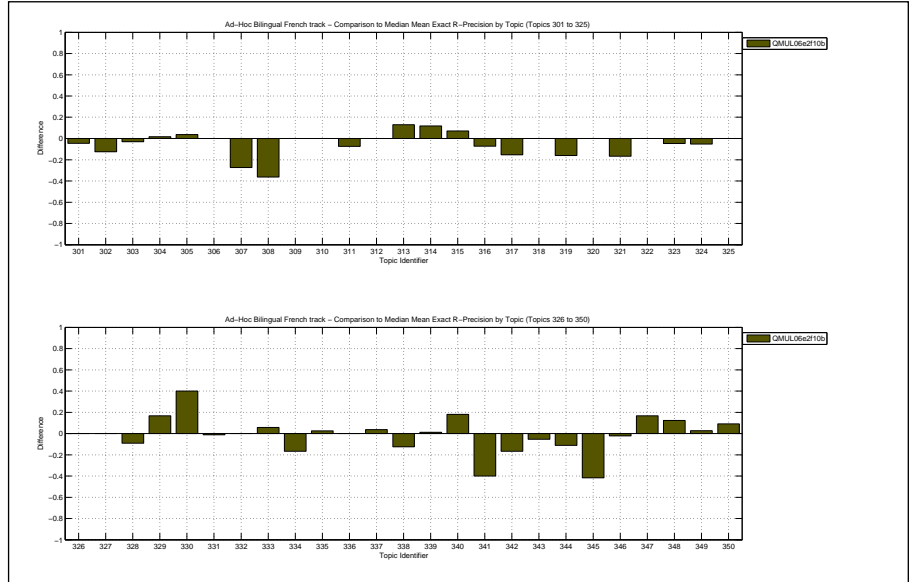 Ad−Hoc Bilingual French track − Comparison to Median Mean Exact R−Precision by Topic (Topics 301 to 325)
QMUL06e2f10b
1
0.8
0.6
0.4
0.2
0
−0.2
−0.4
−0.6
−0.8
−1
Difference
301 302 303 304 305 306 307 308 309 310 311 312 313 314 315 316 317 318 319 320 321 322 323 324 325
Topic Identifier
Ad−Hoc Bilingual French track − Comparison to Median Mean Exact R−Precision by Topic (Topics 326 to 350)
QMUL06e2f10b
1
0.8
0.6
0.4
0.2
0
−0.2
−0.4
−0.6
−0.8
−1
Difference
326 327 328 329 330 331 332 333 334 335 336 337 338 339 340 341 342 343 344 345 346 347 348 349 350
Topic Identifier